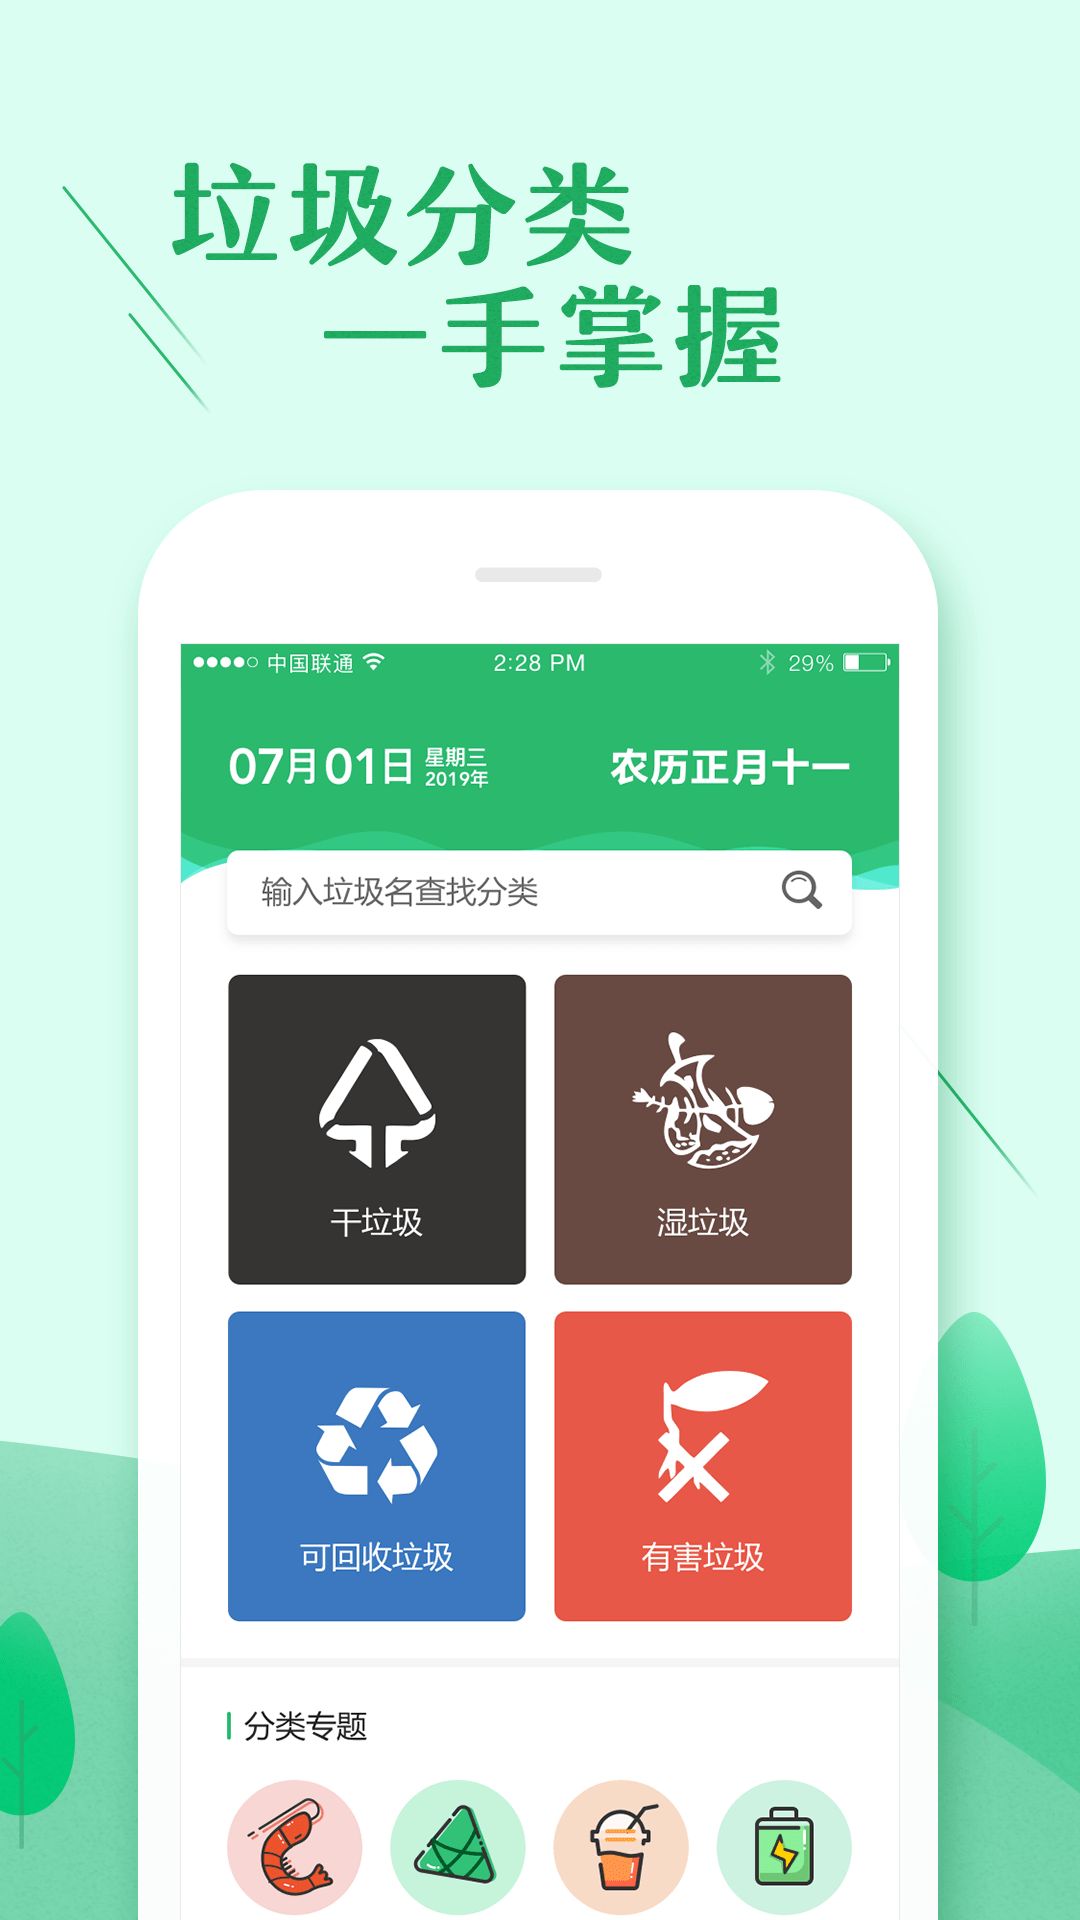 垃圾分类
一手掌握
中国联通 2:28 PM 29%
07月01日 星期三 2019年 农历正月十一
输入垃圾名查找分类
干垃圾 湿垃圾
可回收垃圾 有害垃圾
分类专题